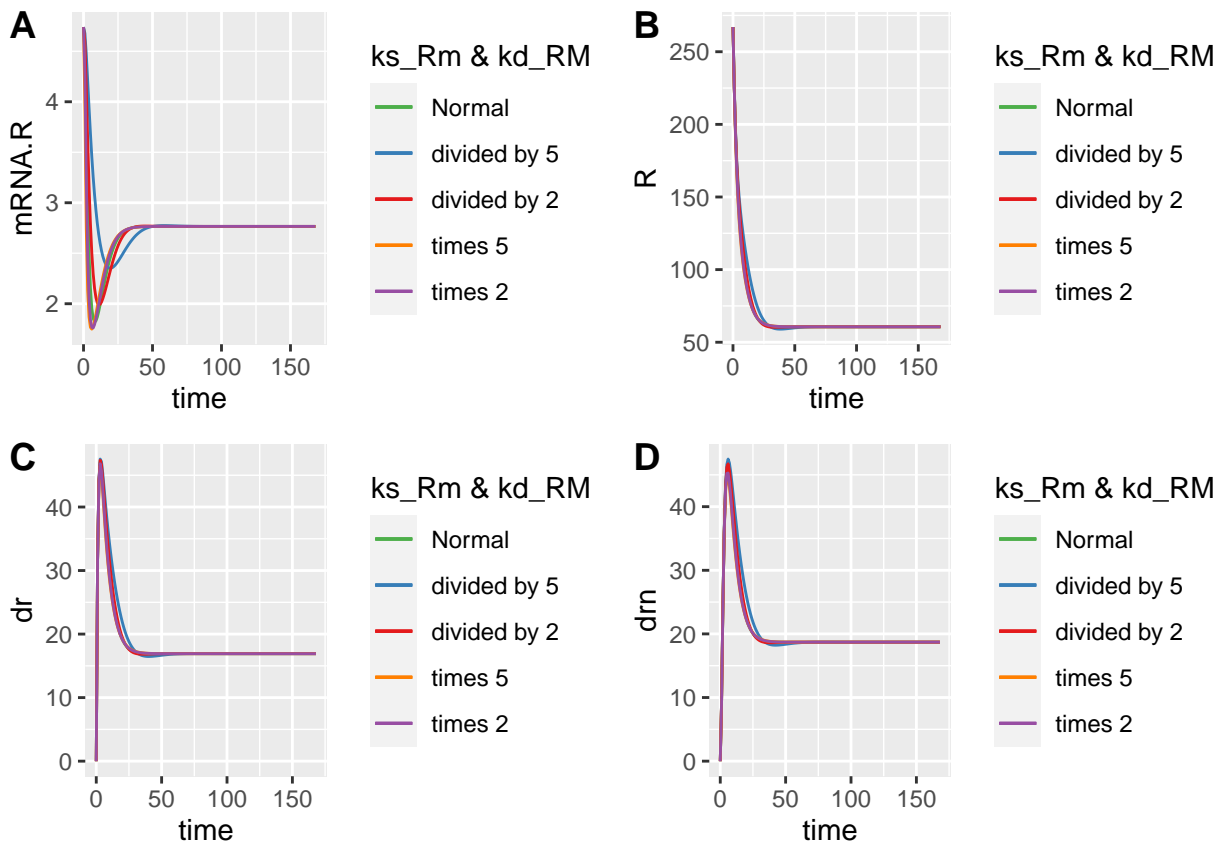 A
mRNA.R
4
3
2
0
50
100
150
time
ks_Rm & kd_RM
Normal
divided by 5
divided by 2
times 5
times 2
B
R
250
200
150
100
50
0
50
100
150
time
ks_Rm & kd_RM
Normal
divided by 5
divided by 2
times 5
times 2
C
dr
40
30
20
10
0
0
50
100
150
time
ks_Rm & kd_RM
Normal
divided by 5
divided by 2
times 5
times 2
D
drn
40
30
20
10
0
0
50
100
150
time
ks_Rm & kd_RM
Normal
divided by 5
divided by 2
times 5
times 2